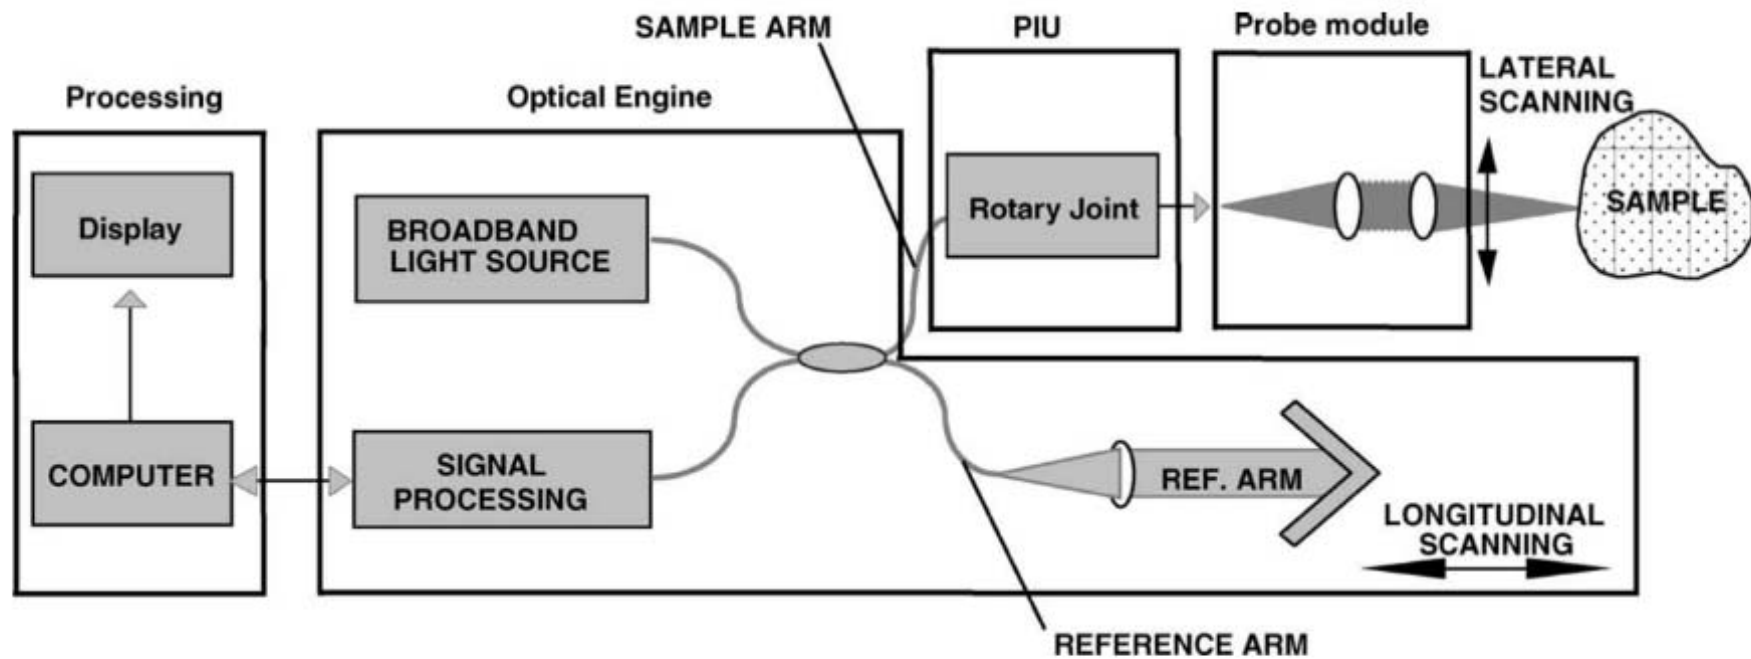 SAMPLE ARM
PIU
Probe module
Processing
Optical Engine
LATERAL
SCANNING
Display
BROADBAND
LIGHT SOURCE
Rotary Joint
SAMPLE
COMPUTER
SIGNAL
PROCESSING
REF. ARM
LONGITUDINAL
SCANNING
REFERENCE ARM